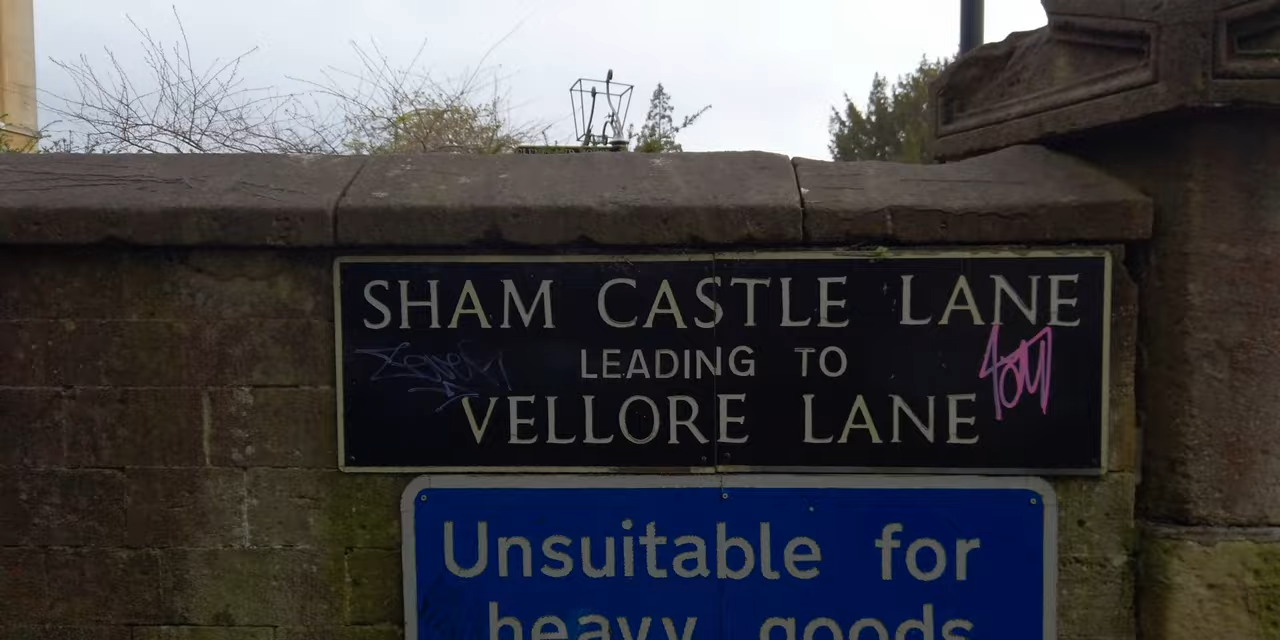 SHAM CASTLE LANE
LEADING TO
VELLORE LANE
Unsuitable for
heavy goods